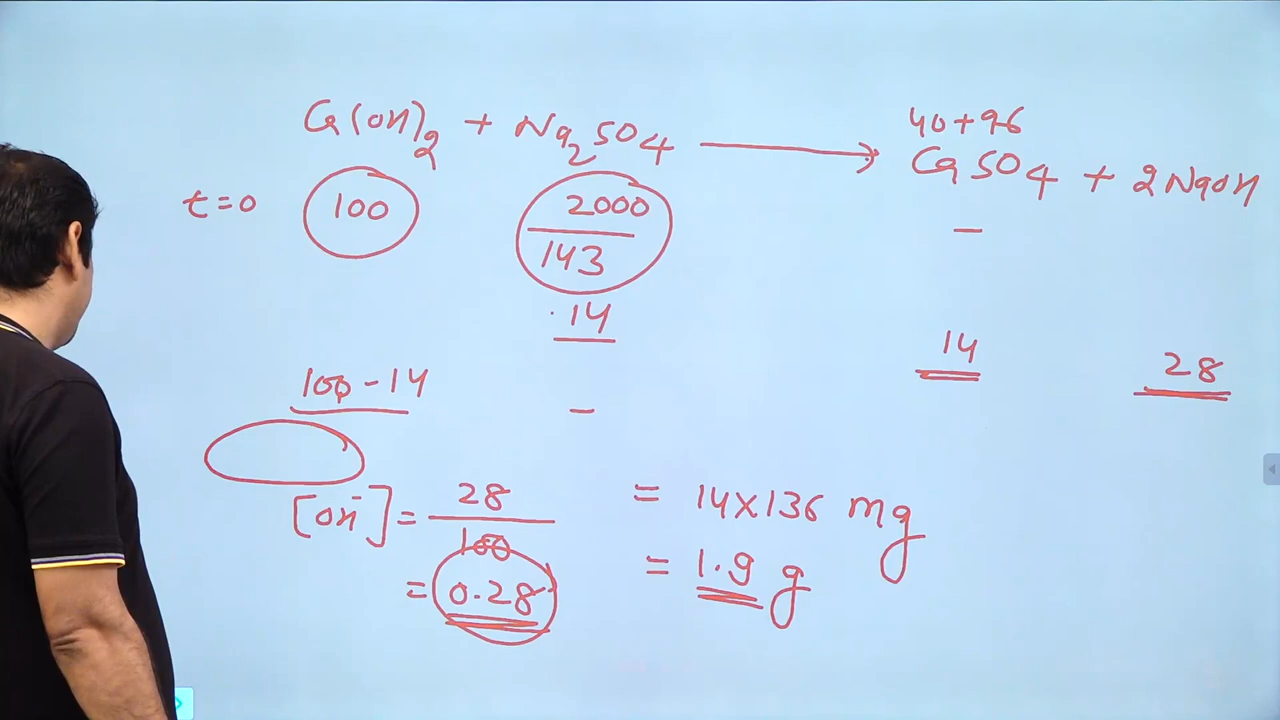 40+96
Ca(OH)2 + Na2SO4 → CaSO4 + 2NaOH
t=0 100 2000/143 –
14 14 28
100-14 –
[OH-] = 28/100 = 14×136 mg
= 0.28 = 1.9 g